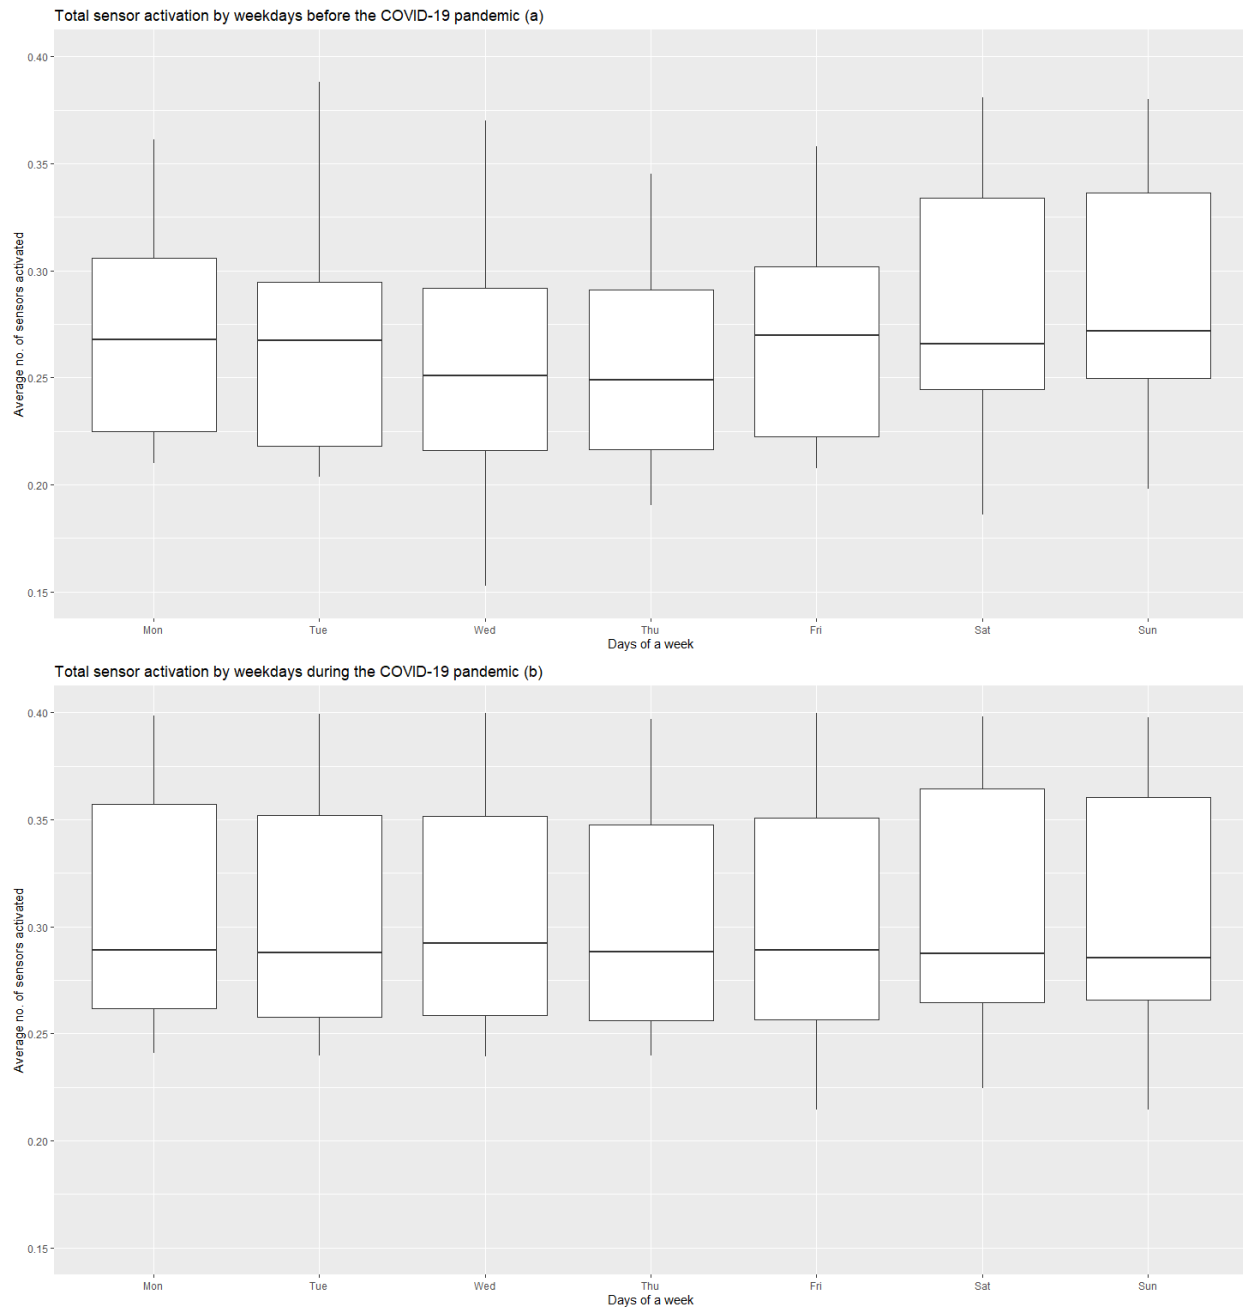 Total sensor activation by weekdays before the COVID-19 pandemic (a)
Average no. of sensors activated
0.40
0.35
0.30
0.25
0.20
0.15
Mon Tue Wed Thu Fri Sat Sun
Days of a week
Total sensor activation by weekdays during the COVID-19 pandemic (b)
Average no. of sensors activated
0.40
0.35
0.30
0.25
0.20
0.15
Mon Tue Wed Thu Fri Sat Sun
Days of a week